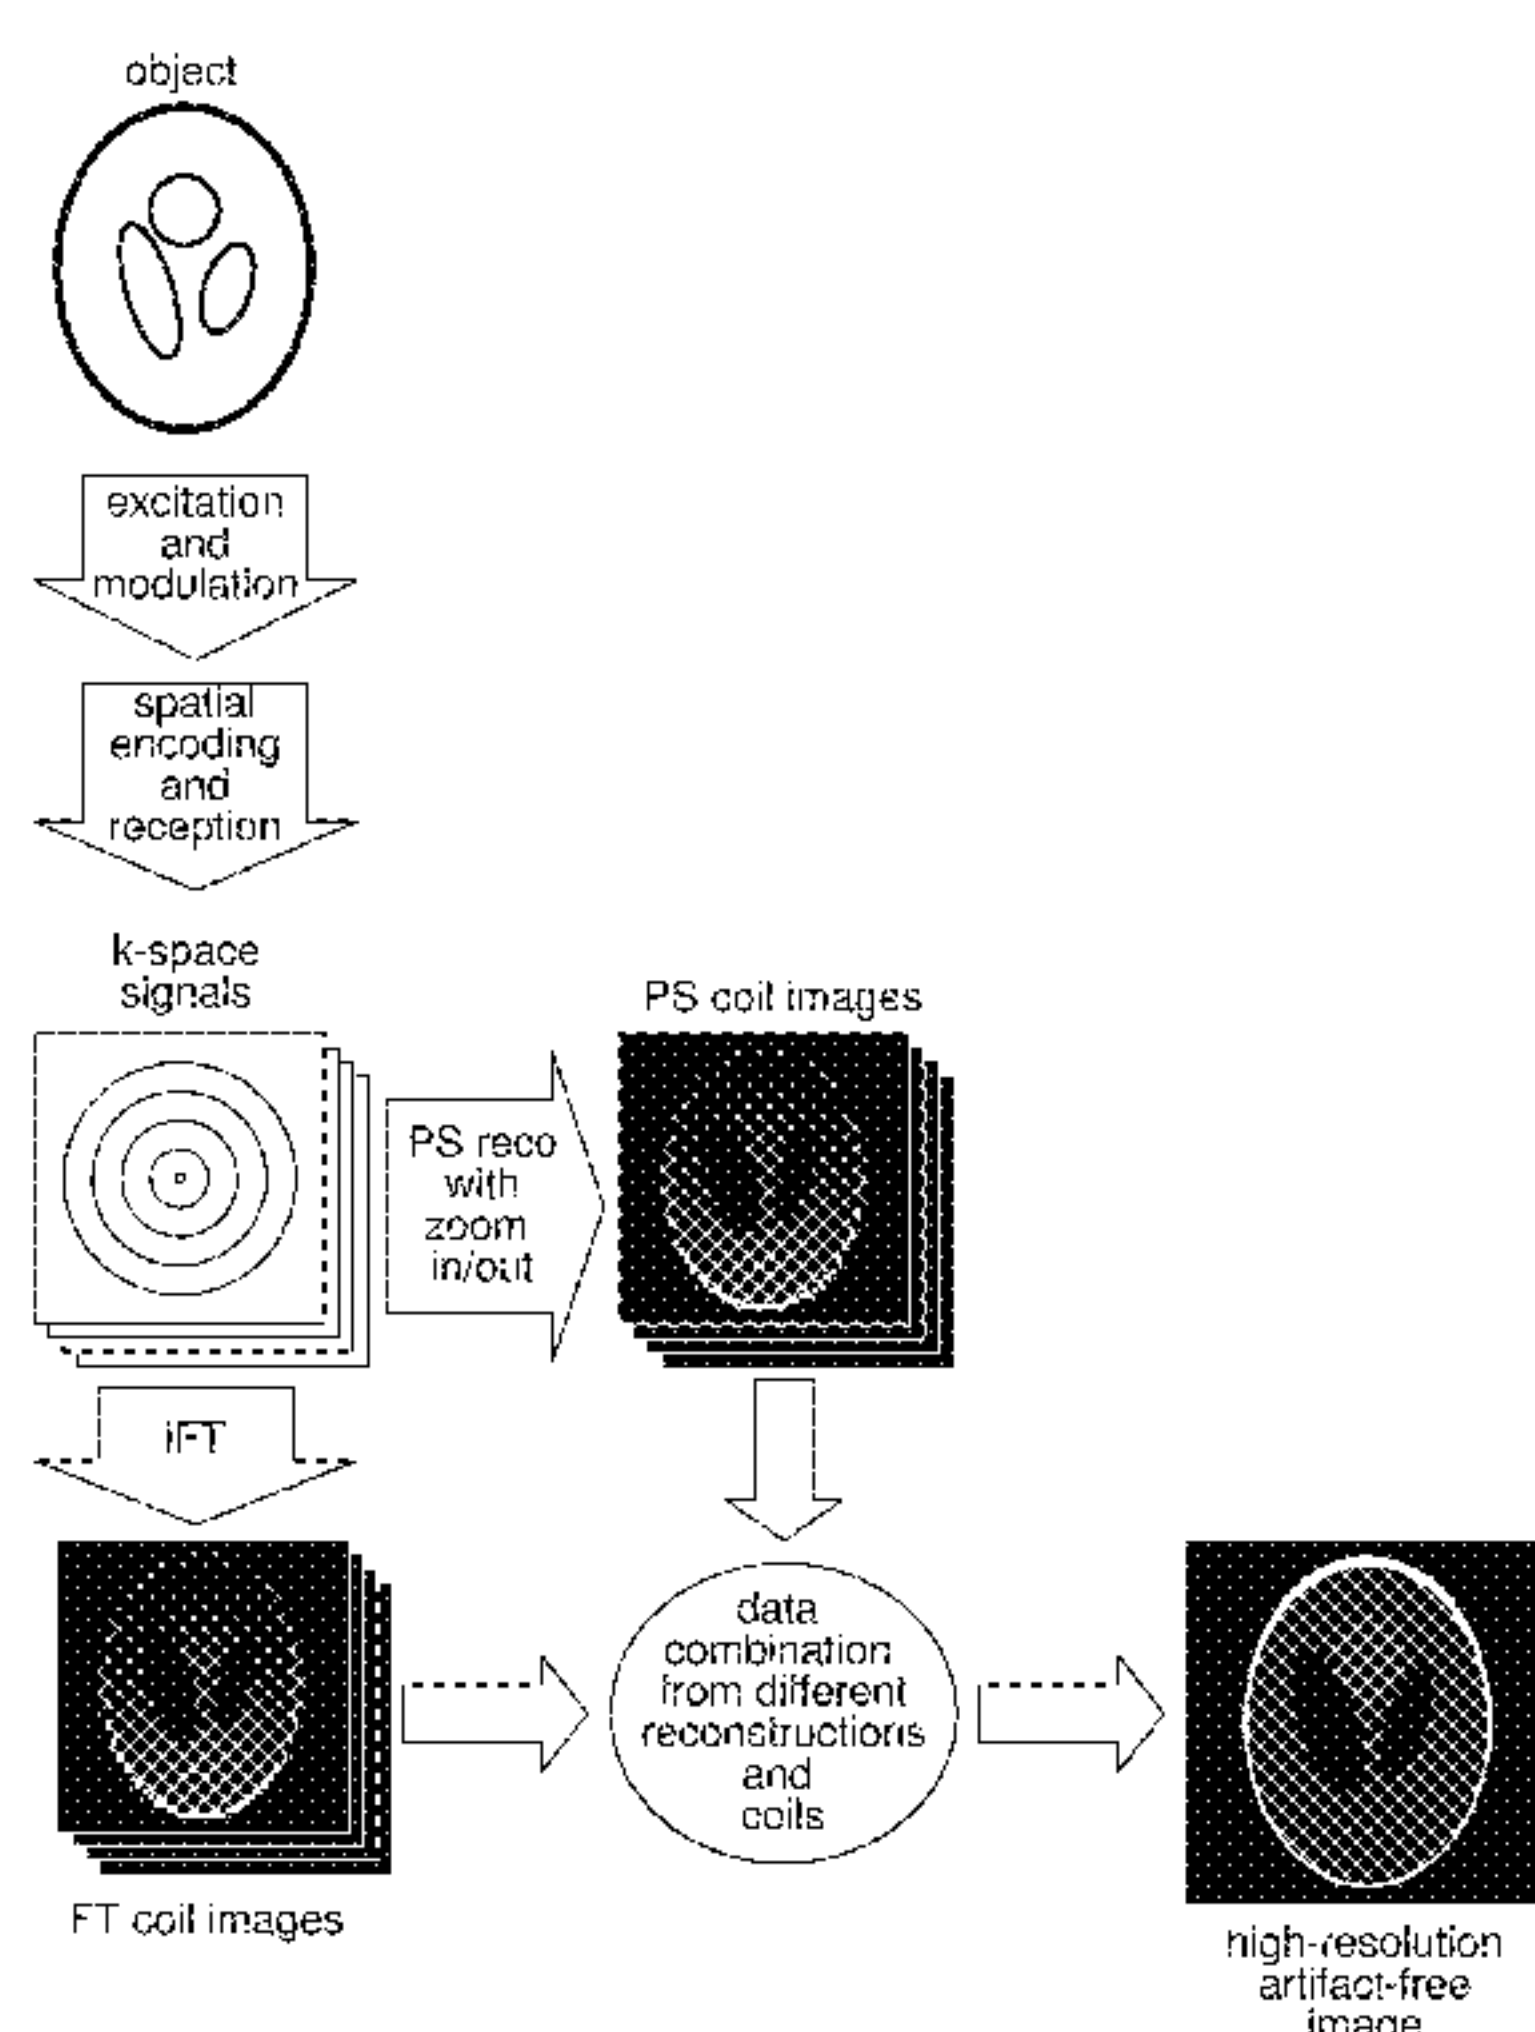 object
excitation
and
modulation
spatial
encoding
and
reception
k-space
signals
PS coil images
PS reco
with
zoom
in/out
iFT
data
combination
from different
reconstructions
and
coils
FT coil images
high-resolution
artifact-free
image